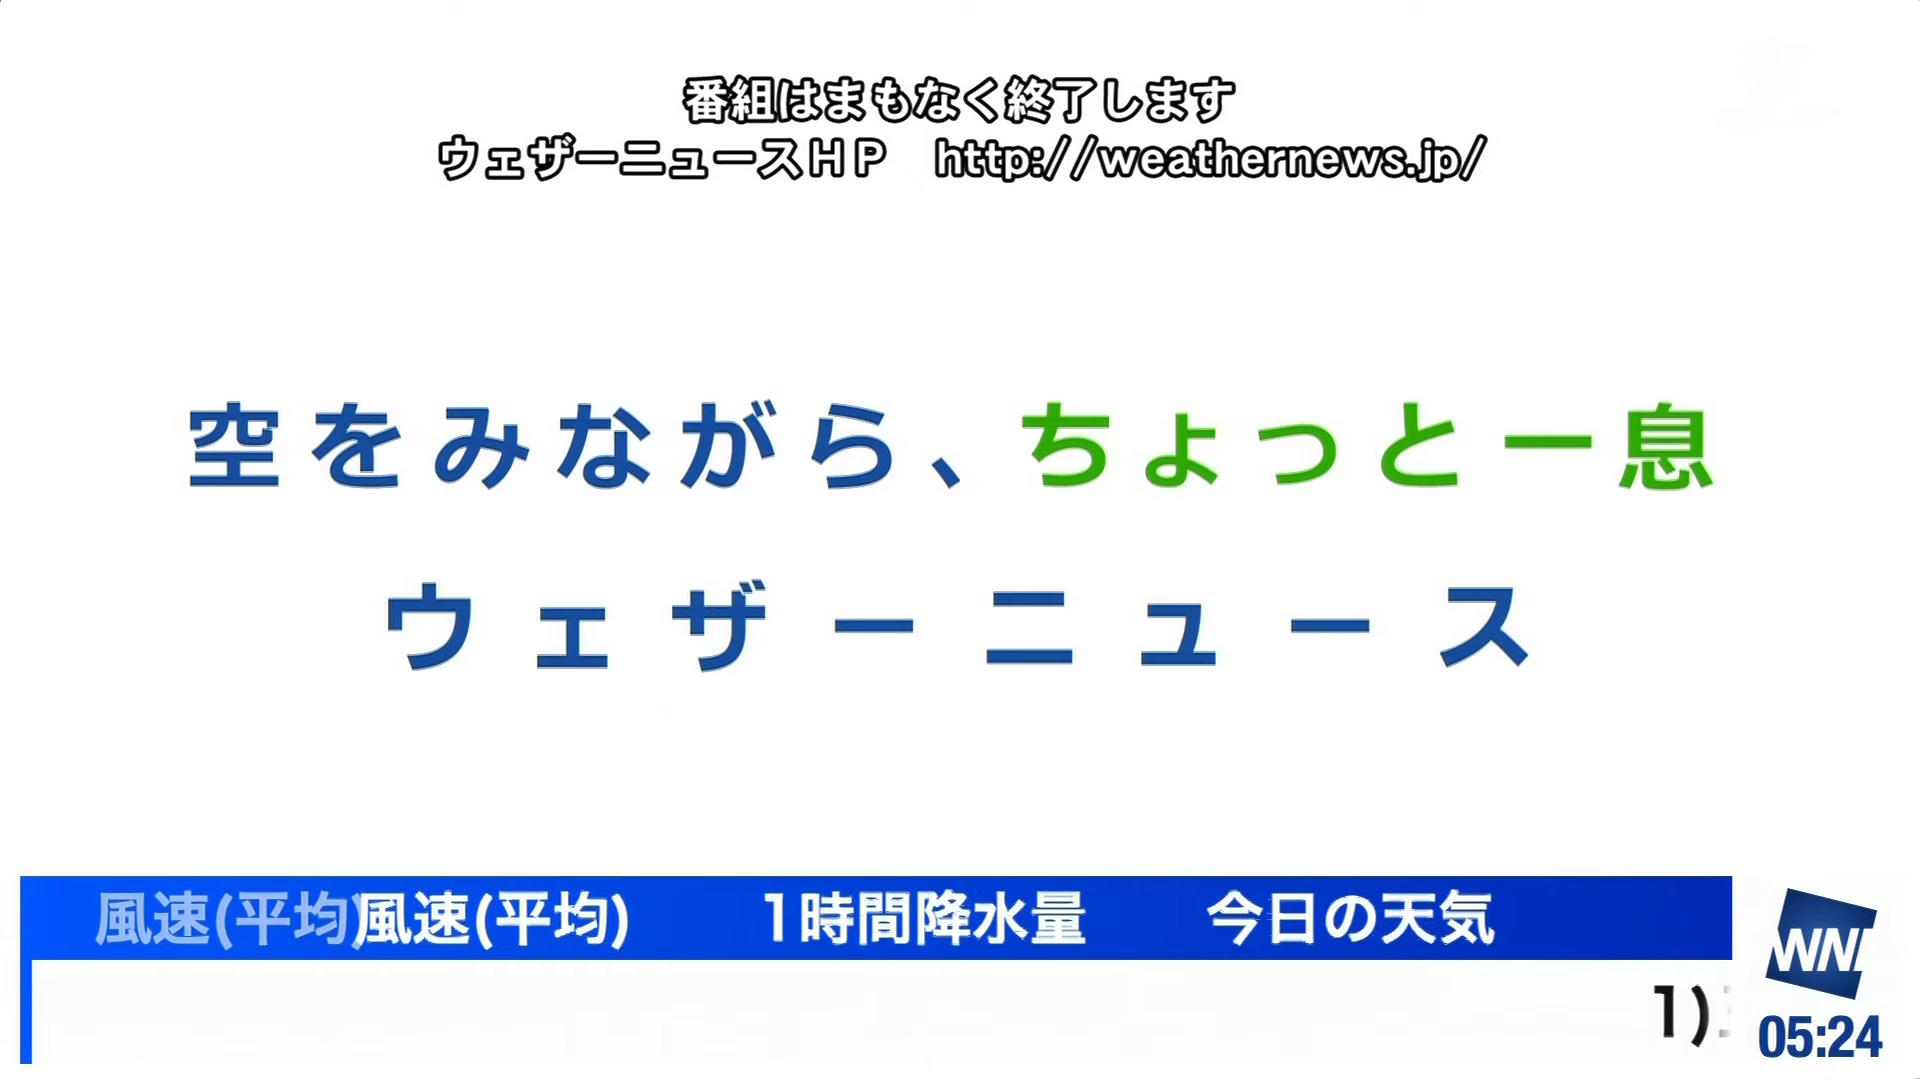 番組はまもなく終了します
ウェザーニュースＨＰ　http://weathernews.jp/
空をみながら、ちょっと一息
ウェザーニュース
風速(平均)風速(平均)　1時間降水量　今日の天気
1)
WNI
05:24